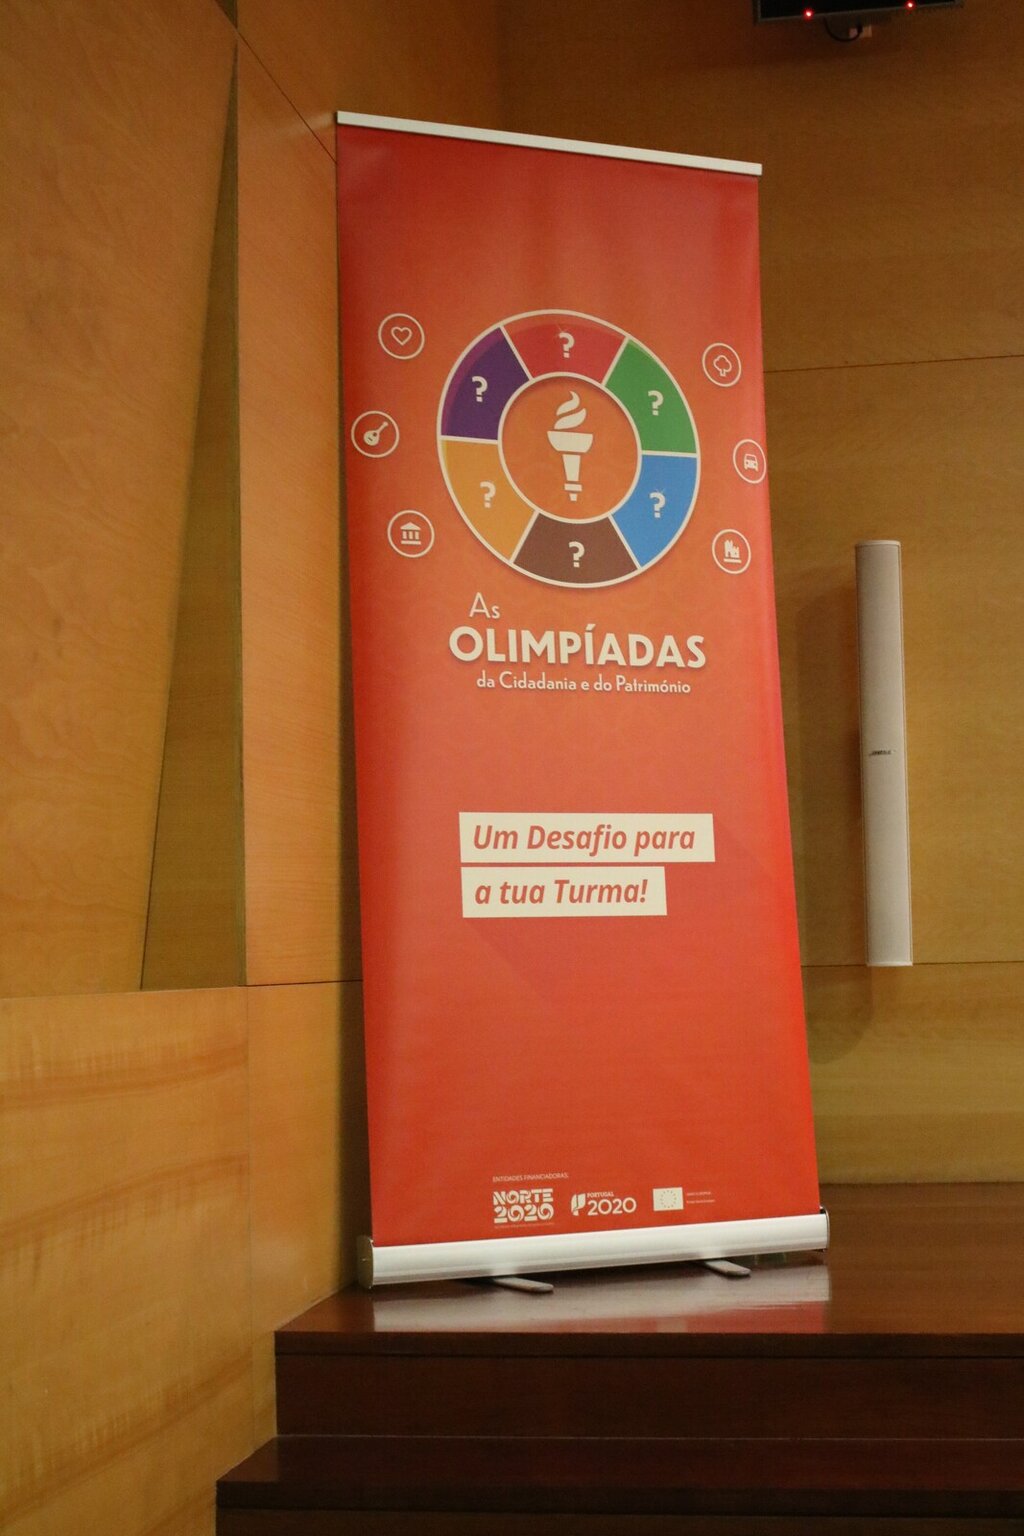 ?
?
?
?
?
?
As
OLIMPÍADAS
da Cidadania e do Património
Um Desafio para
a tua Turma!
ENTIDADES FINANCIADORAS:
NORTE
2020
PORTUGAL
2020